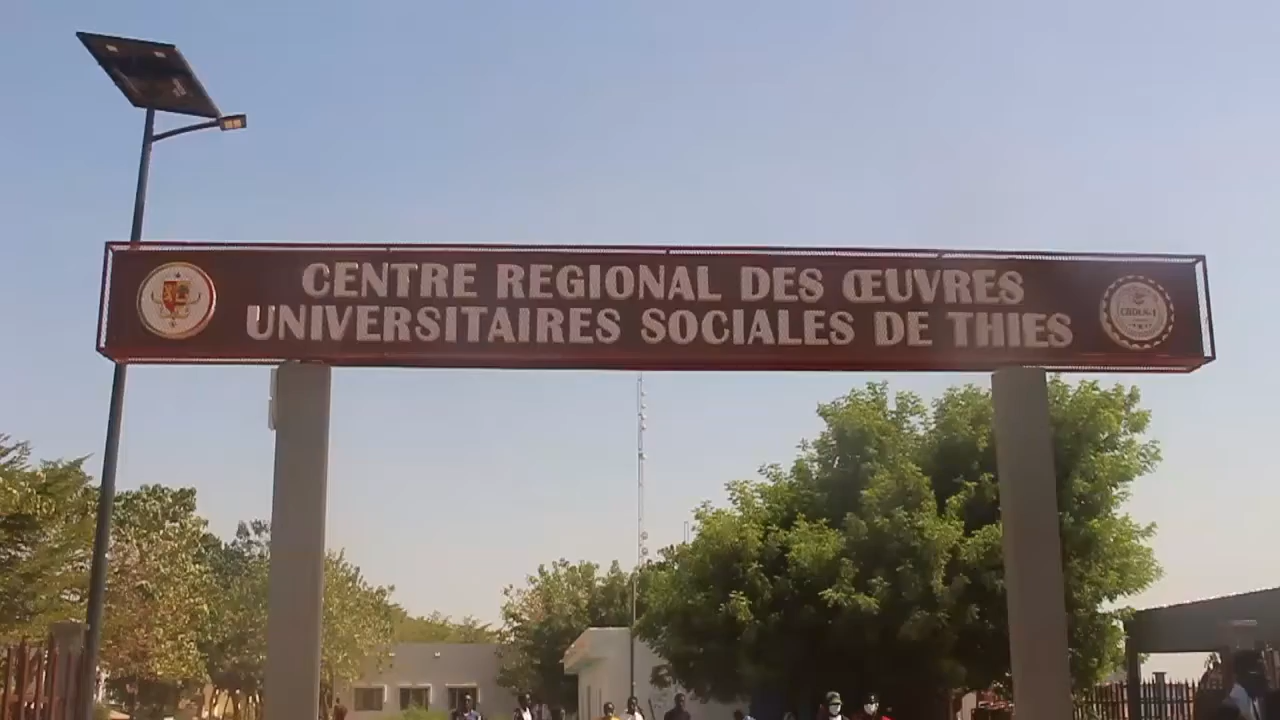 CENTRE REGIONAL DES ŒUVRES
UNIVERSITAIRES SOCIALES DE THIES